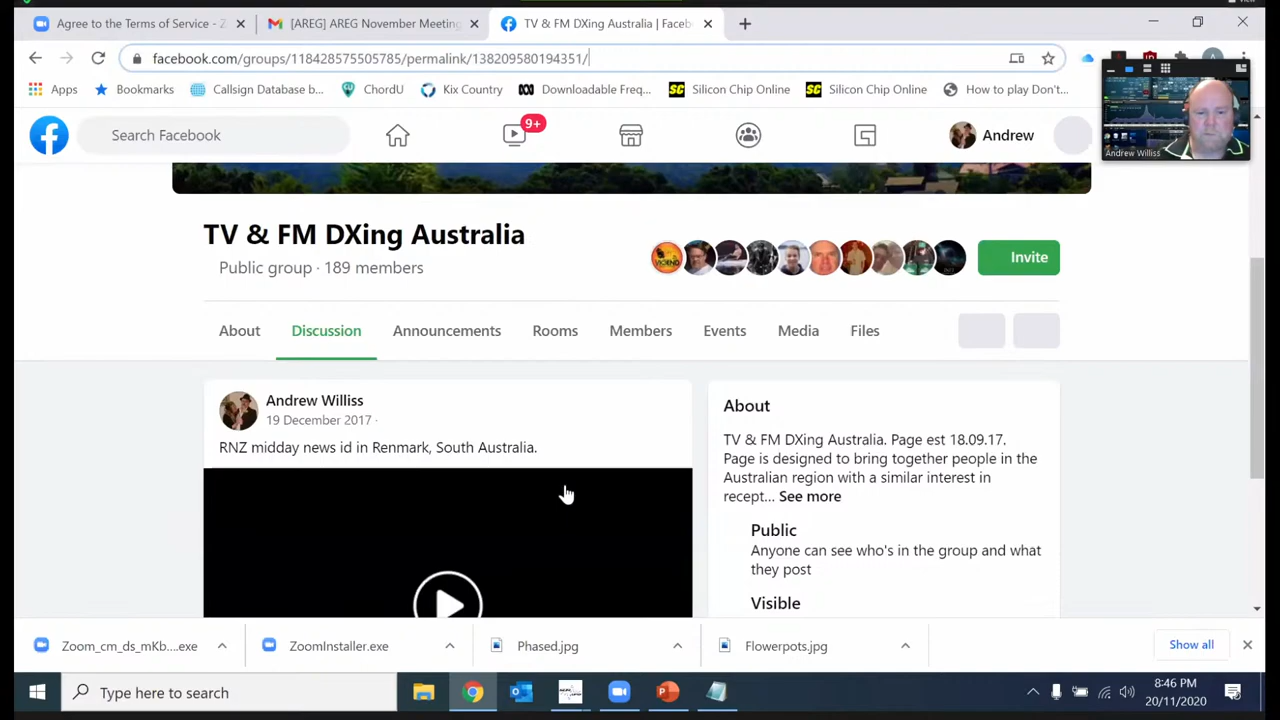 Agree to the Terms of Service - Z
[AREG] AREG November Meeting
TV & FM DXing Australia | Faceb
facebook.com/groups/118428575505785/permalink/138209580194351/
Apps
Bookmarks
Callsign Database b...
ChordU
Kix Country
Downloadable Freq...
SC
Silicon Chip Online
SC
Silicon Chip Online
How to play Don't...
Andrew Williss
Search Facebook
9+
Andrew
TV & FM DXing Australia
Public group · 189 members
Invite
About
Discussion
Announcements
Rooms
Members
Events
Media
Files
Andrew Williss
19 December 2017 ·
RNZ midday news id in Renmark, South Australia.
About
TV & FM DXing Australia. Page est 18.09.17.
Page is designed to bring together people in the
Australian region with a similar interest in
recept... See more
Public
Anyone can see who's in the group and what
they post
Visible
Zoom_cm_ds_mKb....exe
ZoomInstaller.exe
Phased.jpg
Flowerpots.jpg
Show all
Type here to search
8:46 PM
20/11/2020